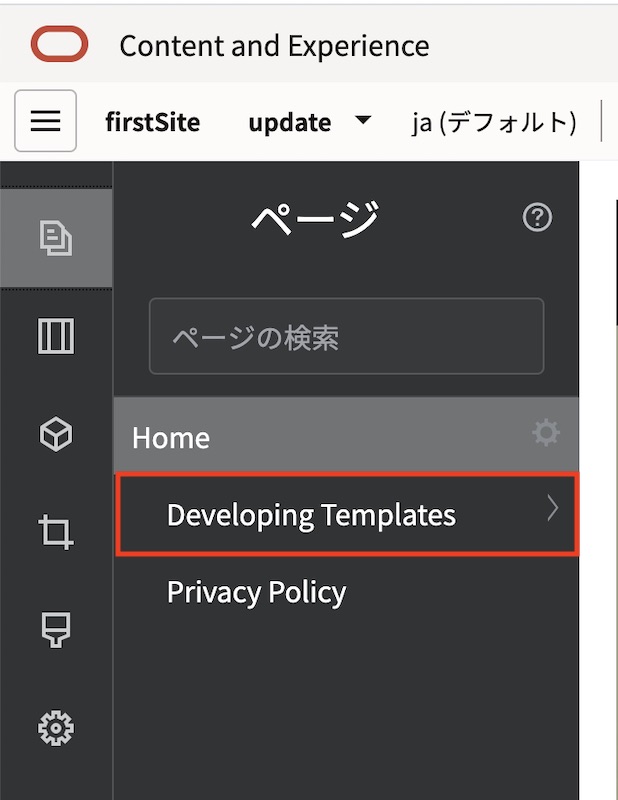 Content and Experience
firstSite update ja (デフォルト)
ページ
ページの検索
Home
Developing Templates
Privacy Policy